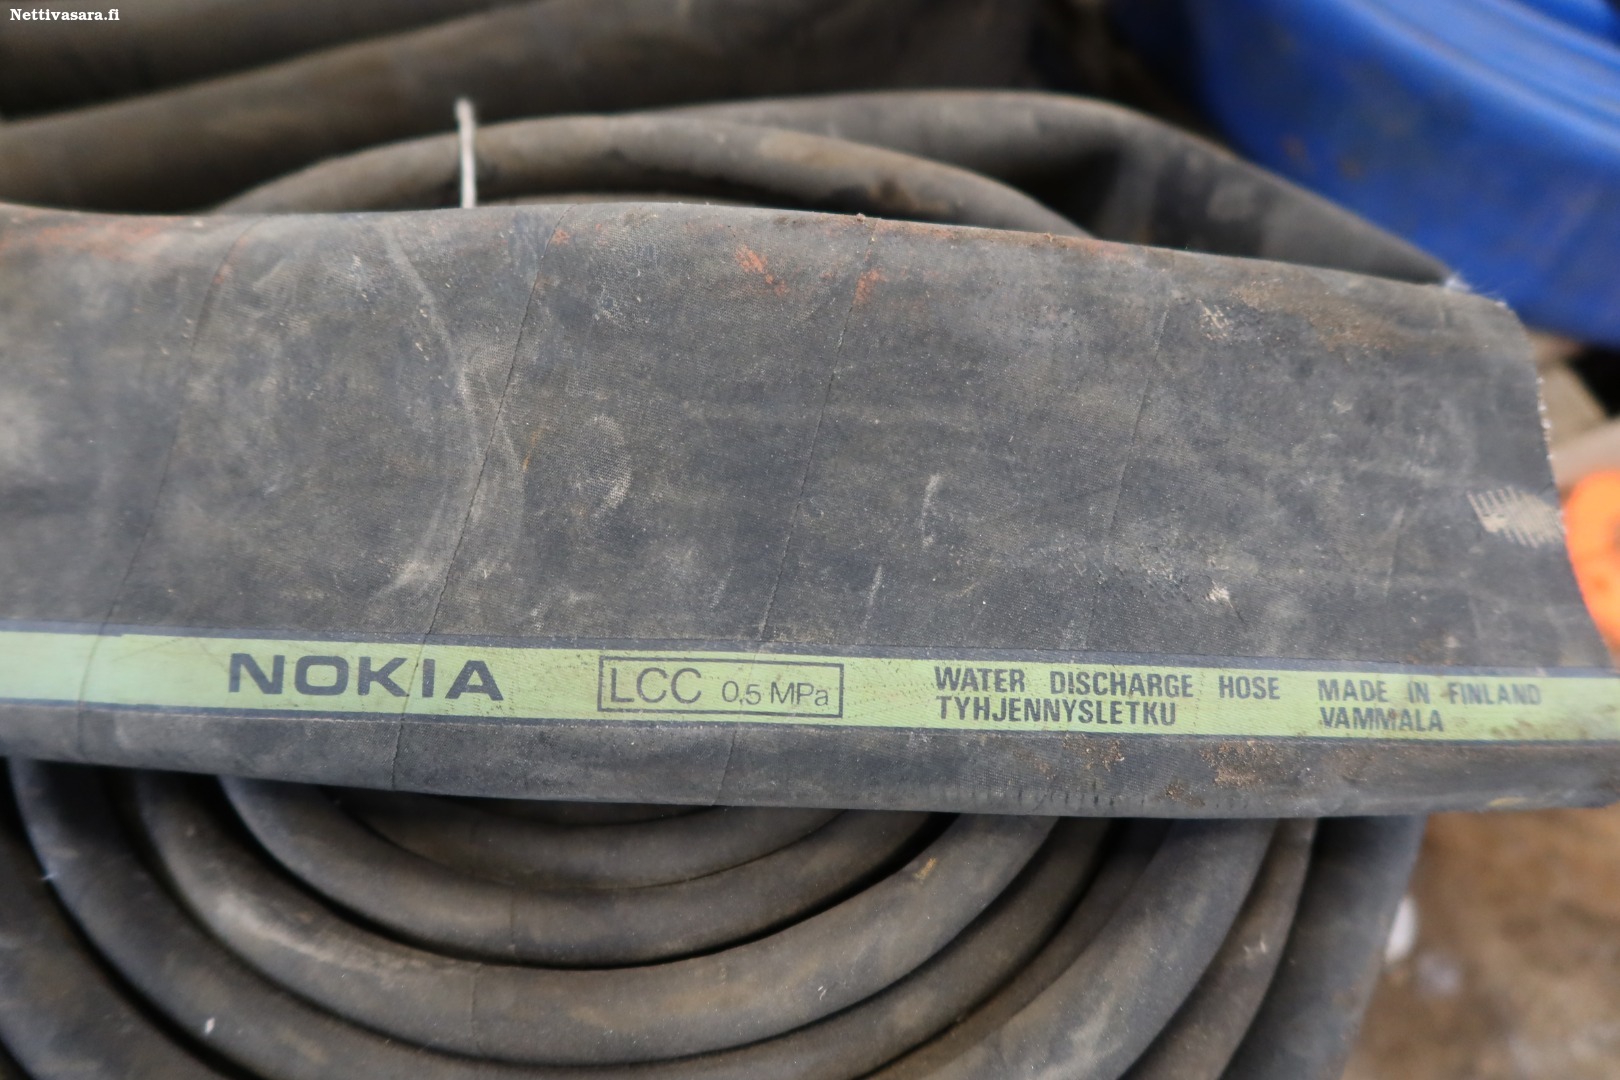 Nettivasara.fi
NOKIA LCC 0,5 MPa WATER DISCHARGE HOSE MADE IN FINLAND
TYHJENNYSLETKU VAMMALA